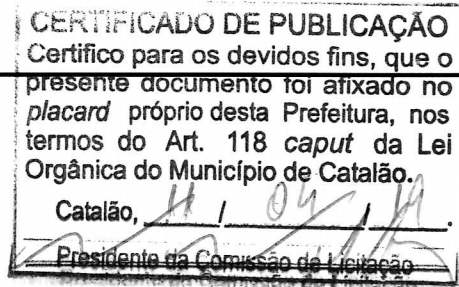 CERTIFICADO DE PUBLICAÇÃO
Certifico para os devidos fins, que o
presente documento foi afixado no
placard próprio desta Prefeitura, nos
termos do Art. 118 caput da Lei
Orgânica do Município de Catalão.
Catalão, 11 / 04 / 19.
Presidente da Comissão de Licitação